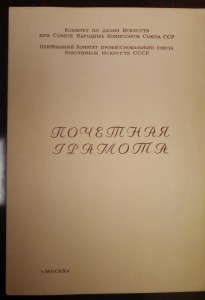 Комитет по делам Искусств
при Совете Народных Комиссаров Союза ССР
Центральный Комитет профессионального союза
Работников Искусств СССР
ПОЧЕТНАЯ
ГРАМОТА
г. МОСКВА